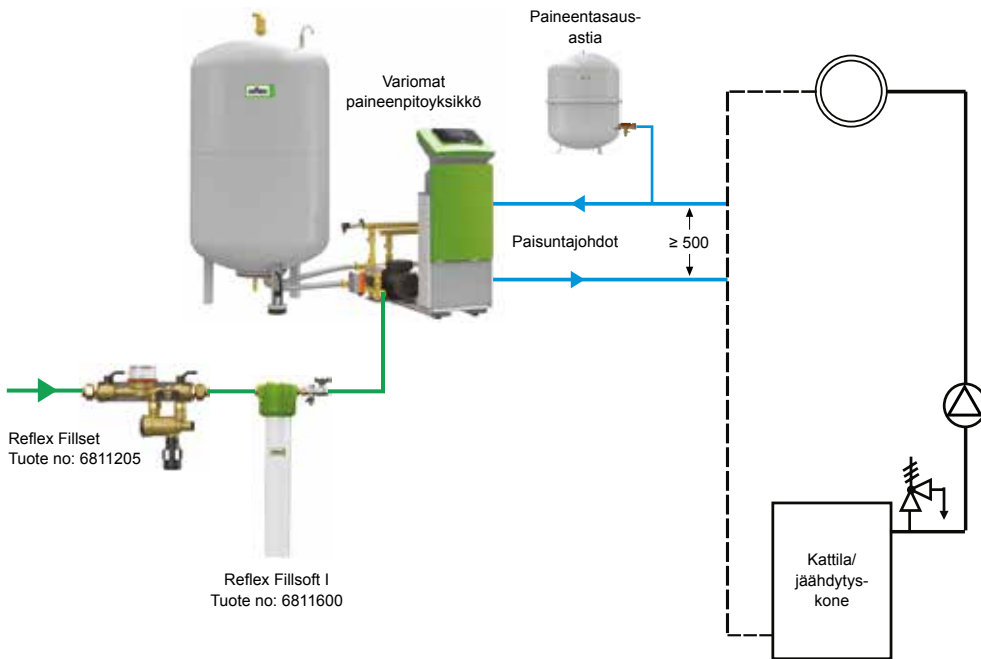 Paineentasaus-
astia
Variomat
paineenpitoyksikkö
reflex
Paisuntajohdot
≥ 500
Reflex Fillset
Tuote no: 6811205
Reflex Fillsoft I
Tuote no: 6811600
Kattila/
jäähdytys-
kone